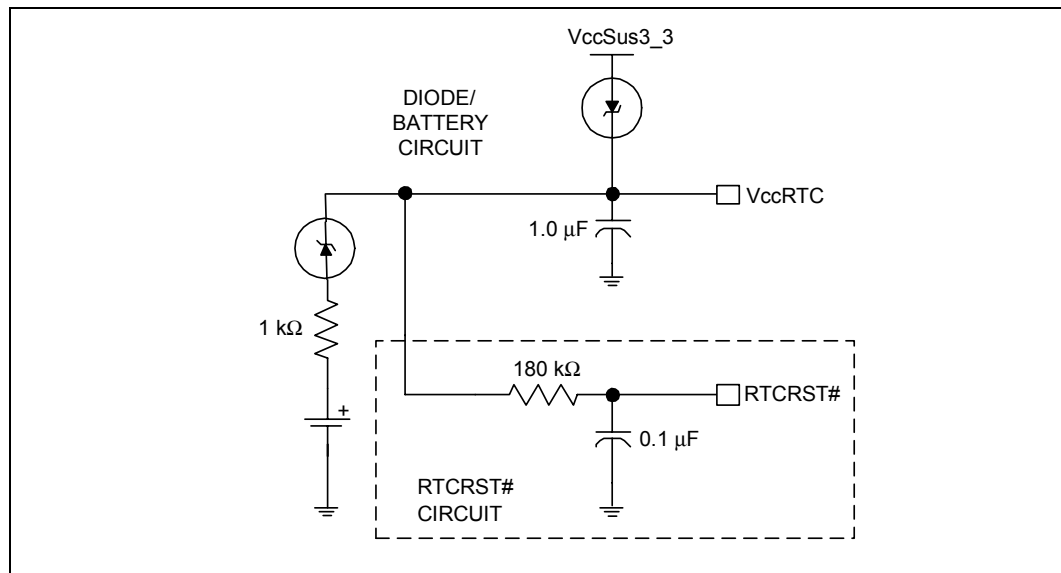 VccSus3_3
DIODE/
BATTERY
CIRCUIT
VccRTC
1.0 μF
1 kΩ
180 kΩ
RTCRST#
+
0.1 μF
RTCRST#
CIRCUIT